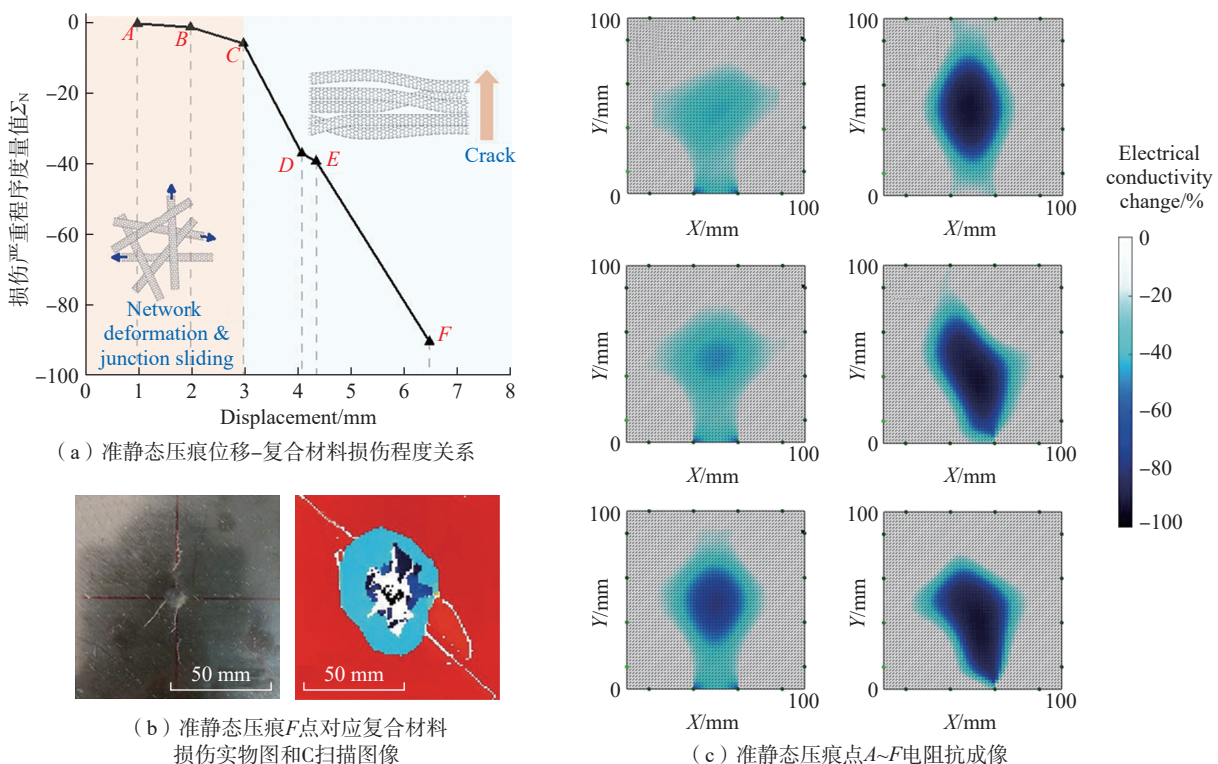 0
−20
−40
−60
−80
−100
损伤严重程序度量值Σ_N
A
B
C
D
E
F
Crack
Network
deformation &
junction sliding
0 1 2 3 4 5 6 7 8
Displacement/mm
（a）准静态压痕位移–复合材料损伤程度关系
50 mm
50 mm
（b）准静态压痕F点对应复合材料
损伤实物图和C扫描图像
100
Y/mm
0
X/mm
100
Y/mm
0
100
X/mm
100
Y/mm
0
X/mm
100
Y/mm
0
100
X/mm
100
Y/mm
0
X/mm
100
Y/mm
0
100
X/mm
Electrical
conductivity
change/%
0
−20
−40
−60
−80
−100
（c）准静态压痕点A~F电阻抗成像